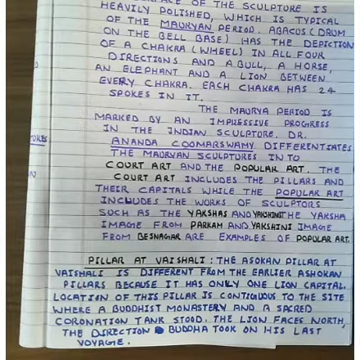 OF THE SCULPTURE IS
HEAVILY POLISHED, WHICH IS TYPICAL
OF THE MAURYAN PERIOD. ABACUS (DRUM
ON THE BELL BASE) HAS THE DEPICTION
OF A CHAKRA (WHEEL) IN ALL FOUR
DIRECTIONS AND A BULL, A HORSE,
AN ELEPHANT AND A LION BETWEEN
EVERY CHAKRA. EACH CHAKRA HAS 24
SPOKES IN IT.
THE MAURYA PERIOD IS
MARKED BY AN IMPRESSIVE PROGRESS
IN THE INDIAN SCULPTURE. DR.
ANANDA COOMARSWAMY DIFFERENTIATES
THE MAURYAN SCULPTURES IN TO
COURT ART AND THE POPULAR ART. THE
COURT ART INCLUDES THE PILLARS AND
THEIR CAPITALS WHILE THE POPULAR ART
INCLUDES THE WORKS OF SCULPTORS
SUCH AS THE YAKSHAS AND YAKSHINIS THE YAKSHA
IMAGE FROM PARKAM AND YAKSHINI IMAGE
FROM BESNAGAR ARE EXAMPLES OF POPULAR ART.
PILLAR AT VAISHALI: THE ASOKAN PILLAR AT
VAISHALI IS DIFFERENT FROM THE EARLIER ASHOKAN
PILLARS BECAUSE IT HAS ONLY ONE LION CAPITAL.
LOCATION OF THIS PILLAR IS CONTIGUOUS TO THE SITE
WHERE A BUDDHIST MONASTERY AND A SACRED
CORONATION TANK STOOD. THE LION FACES NORTH,
THE DIRECTION BUDDHA TOOK ON HIS LAST
VOYAGE.